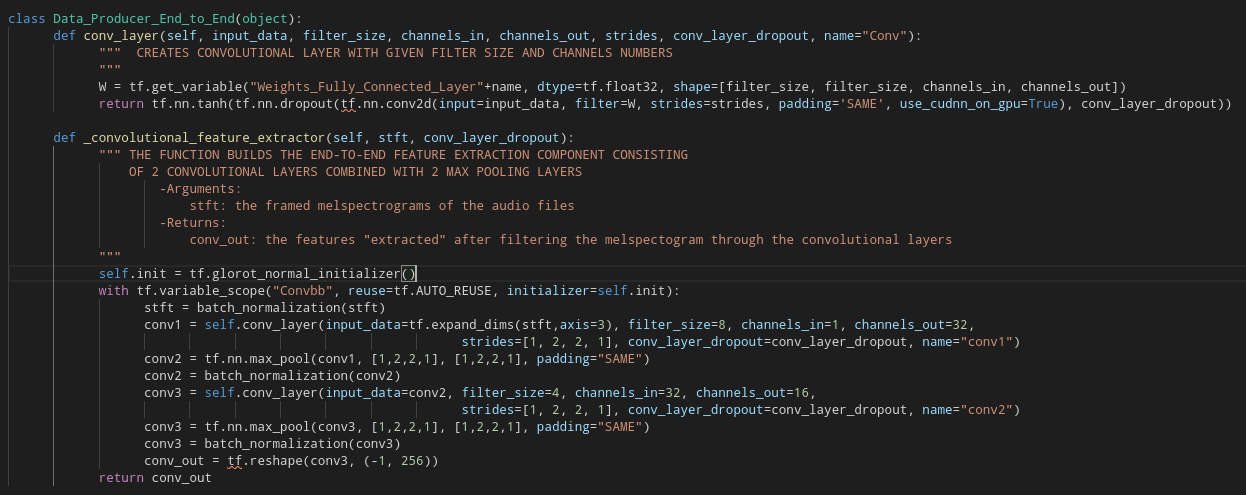 class Data_Producer_End_to_End(object):
def conv_layer(self, input_data, filter_size, channels_in, channels_out, strides, conv_layer_dropout, name="Conv"):
""" CREATES CONVOLUTIONAL LAYER WITH GIVEN FILTER SIZE AND CHANNELS NUMBERS
"""
W = tf.get_variable("Weights_Fully_Connected_Layer"+name, dtype=tf.float32, shape=[filter_size, filter_size, channels_in, channels_out])
return tf.nn.tanh(tf.nn.dropout(tf.nn.conv2d(input=input_data, filter=W, strides=strides, padding='SAME', use_cudnn_on_gpu=True), conv_layer_dropout))
def _convolutional_feature_extractor(self, stft, conv_layer_dropout):
""" THE FUNCTION BUILDS THE END-TO-END FEATURE EXTRACTION COMPONENT CONSISTING
OF 2 CONVOLUTIONAL LAYERS COMBINED WITH 2 MAX POOLING LAYERS
-Arguments:
stft: the framed melspectrograms of the audio files
-Returns:
conv_out: the features "extracted" after filtering the melspectogram through the convolutional layers
"""
self.init = tf.glorot_normal_initializer()
with tf.variable_scope("Convbb", reuse=tf.AUTO_REUSE, initializer=self.init):
stft = batch_normalization(stft)
conv1 = self.conv_layer(input_data=tf.expand_dims(stft,axis=3), filter_size=8, channels_in=1, channels_out=32,
strides=[1, 2, 2, 1], conv_layer_dropout=conv_layer_dropout, name="conv1")
conv2 = tf.nn.max_pool(conv1, [1,2,2,1], [1,2,2,1], padding="SAME")
conv2 = batch_normalization(conv2)
conv3 = self.conv_layer(input_data=conv2, filter_size=4, channels_in=32, channels_out=16,
strides=[1, 2, 2, 1], conv_layer_dropout=conv_layer_dropout, name="conv2")
conv3 = tf.nn.max_pool(conv3, [1,2,2,1], [1,2,2,1], padding="SAME")
conv3 = batch_normalization(conv3)
conv_out = tf.reshape(conv3, (-1, 256))
return conv_out